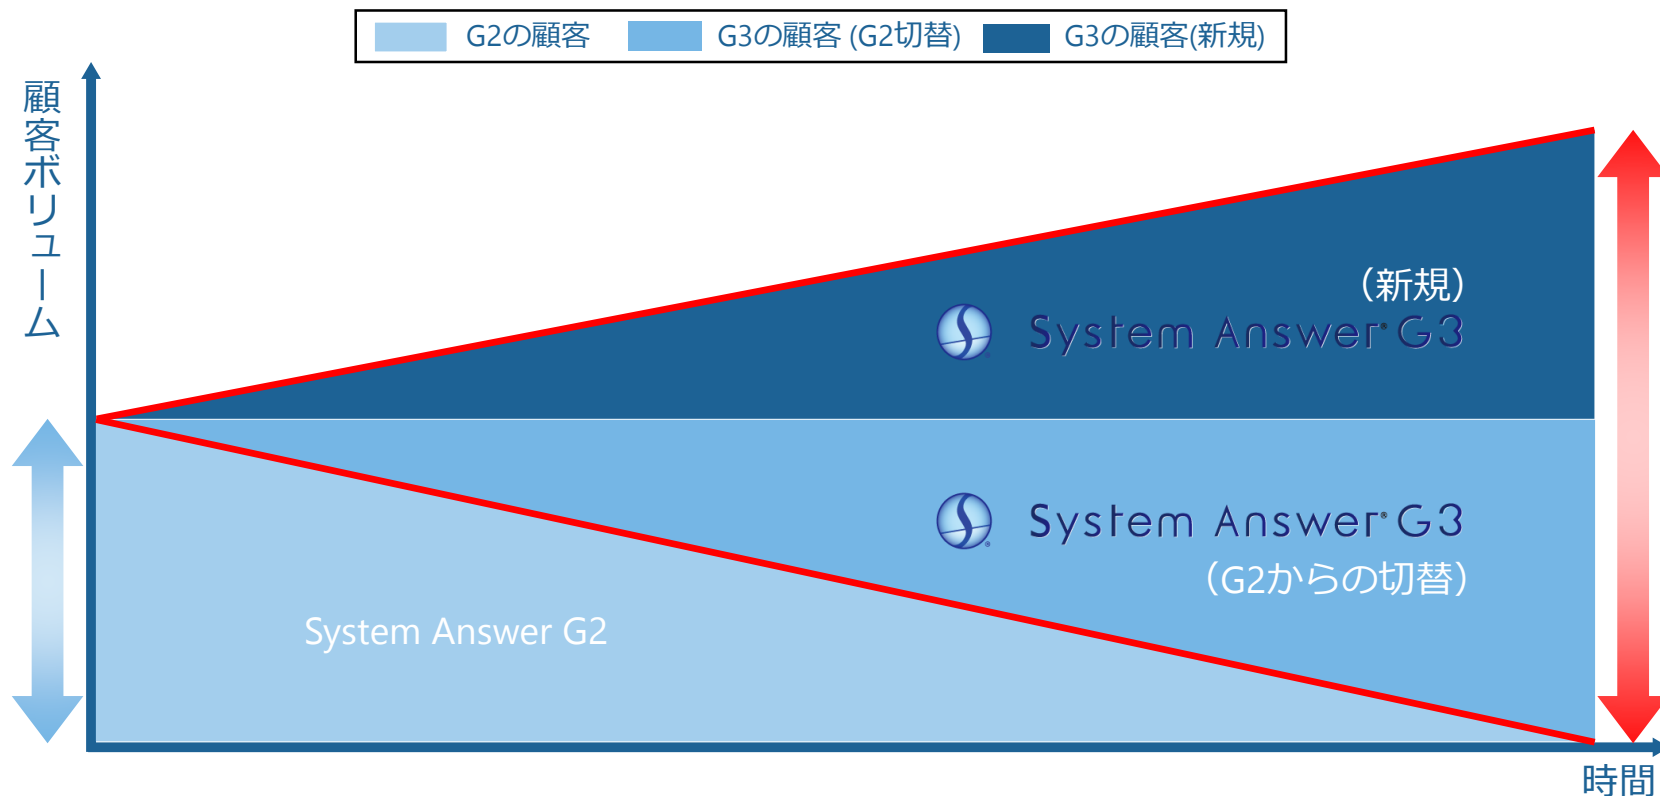 G2の顧客
G3の顧客 (G2切替)
G3の顧客(新規)
顧客ボリューム
（新規）
System Answer® G3
System Answer® G3
（G2からの切替）
System Answer G2
時間